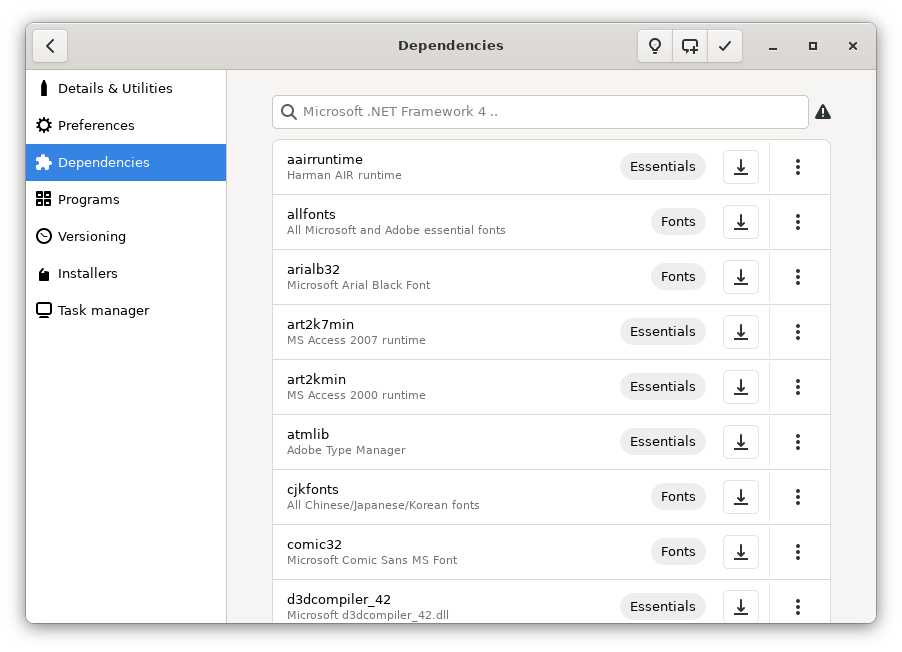 Dependencies
Details & Utilities
Preferences
Dependencies
Programs
Versioning
Installers
Task manager
Microsoft .NET Framework 4 ..
aairruntime
Harman AIR runtime
Essentials
allfonts
All Microsoft and Adobe essential fonts
Fonts
arialb32
Microsoft Arial Black Font
Fonts
art2k7min
MS Access 2007 runtime
Essentials
art2kmin
MS Access 2000 runtime
Essentials
atmlib
Adobe Type Manager
Essentials
cjkfonts
All Chinese/Japanese/Korean fonts
Fonts
comic32
Microsoft Comic Sans MS Font
Fonts
d3dcompiler_42
Microsoft d3dcompiler_42.dll
Essentials